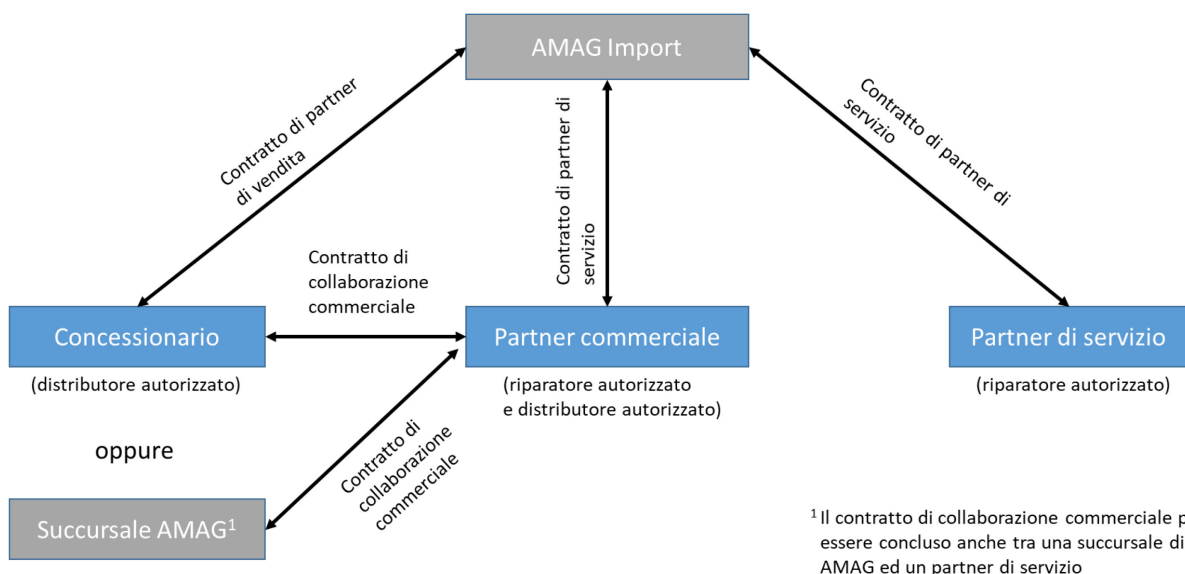 AMAG Import
Contratto di partner
di vendita
Contratto di partner di
servizio
Contratto di partner di
servizio
Contratto di
collaborazione
commerciale
Concessionario
(distributore autorizzato)
Partner commerciale
(riparatore autorizzato
e distributore autorizzato)
Partner di servizio
(riparatore autorizzato)
oppure
Contratto di
collaborazione
commerciale
Succursale AMAG¹
¹ Il contratto di collaborazione commerciale
essere concluso anche tra una succursale di
AMAG ed un partner di servizio